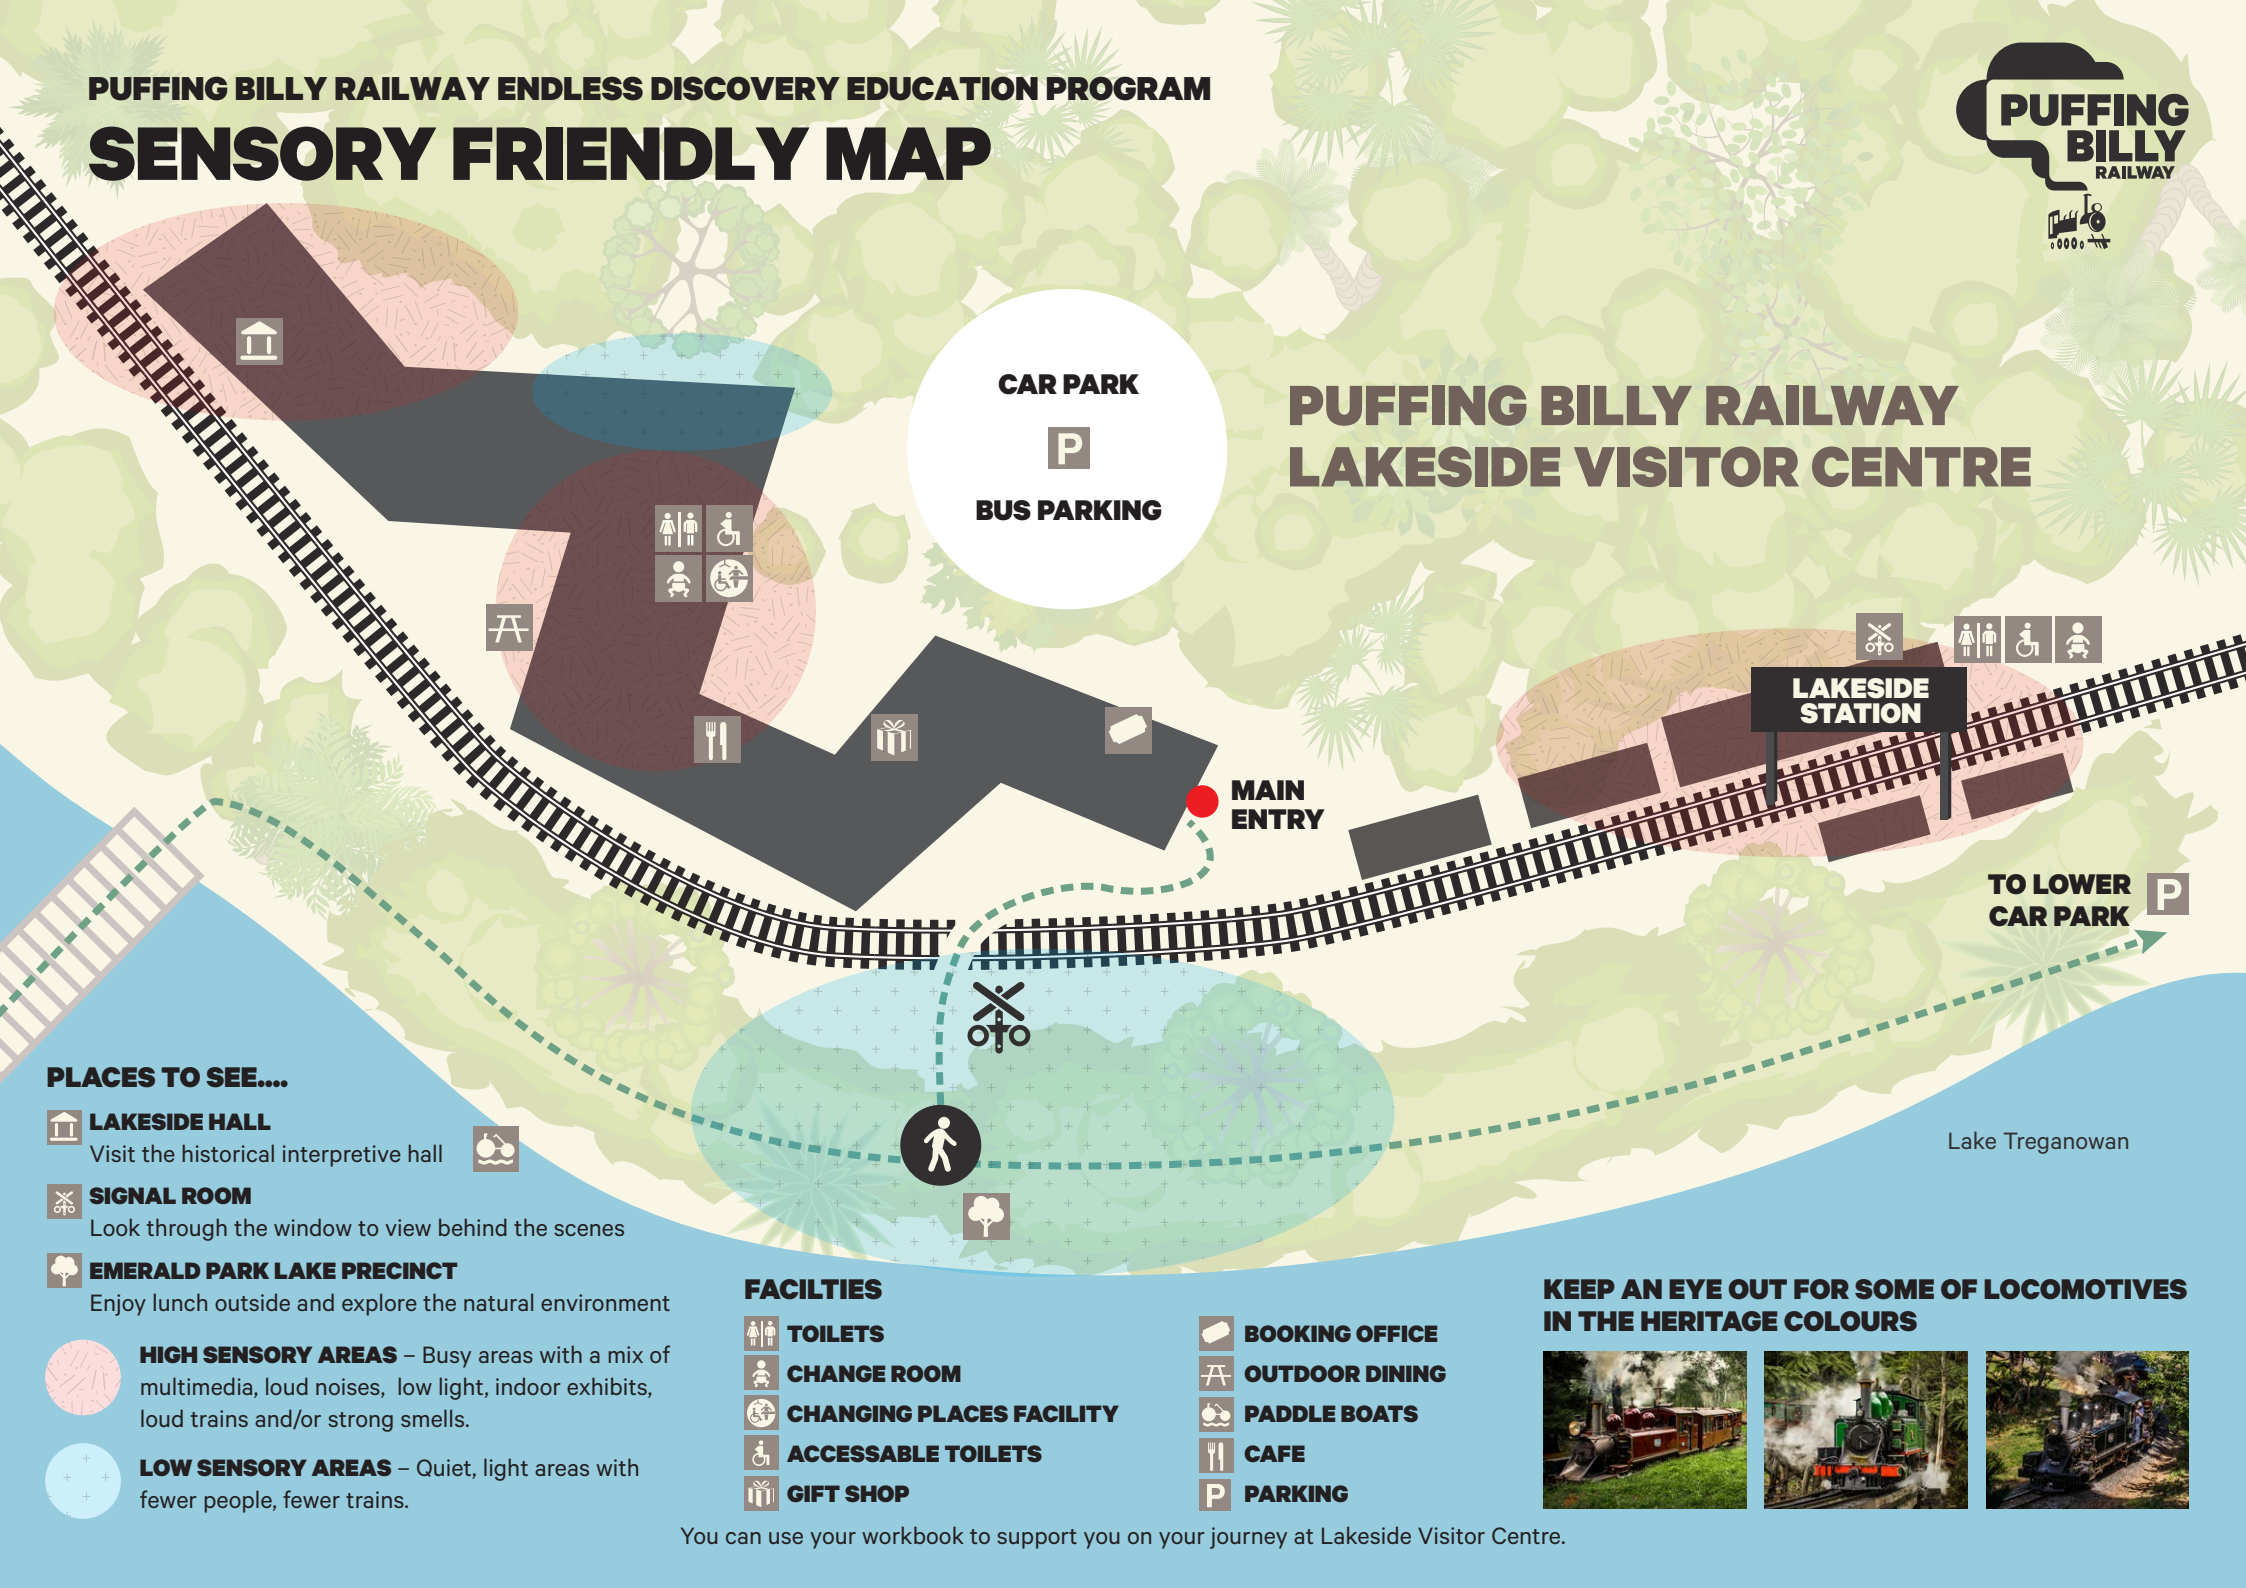 PUFFING BILLY RAILWAY ENDLESS DISCOVERY EDUCATION PROGRAM
SENSORY FRIENDLY MAP
PUFFING
BILLY
RAILWAY
CAR PARK
P
BUS PARKING
PUFFING BILLY RAILWAY
LAKESIDE VISITOR CENTRE
LAKESIDE
STATION
MAIN
ENTRY
TO LOWER
CAR PARK
P
Lake Treganowan
PLACES TO SEE....
LAKESIDE HALL
Visit the historical interpretive hall
SIGNAL ROOM
Look through the window to view behind the scenes
EMERALD PARK LAKE PRECINCT
Enjoy lunch outside and explore the natural environment
HIGH SENSORY AREAS – Busy areas with a mix of
multimedia, loud noises, low light, indoor exhibits,
loud trains and/or strong smells.
LOW SENSORY AREAS – Quiet, light areas with
fewer people, fewer trains.
FACILTIES
TOILETS
CHANGE ROOM
CHANGING PLACES FACILITY
ACCESSABLE TOILETS
GIFT SHOP
BOOKING OFFICE
OUTDOOR DINING
PADDLE BOATS
CAFE
P PARKING
KEEP AN EYE OUT FOR SOME OF LOCOMOTIVES
IN THE HERITAGE COLOURS
You can use your workbook to support you on your journey at Lakeside Visitor Centre.